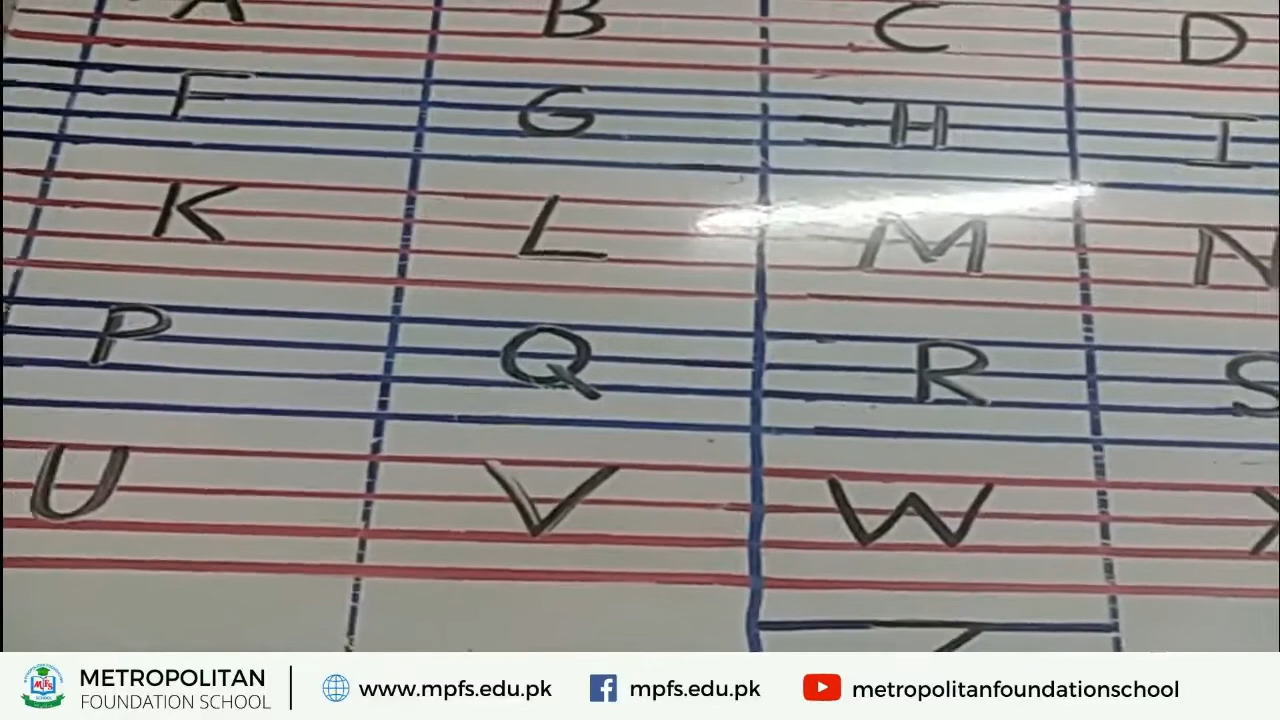 A B C D
F G H I
K L M N
P Q R S
U V W X
Z
METROPOLITAN
FOUNDATION SCHOOL
www.mpfs.edu.pk
mpfs.edu.pk
metropolitanfoundationschool